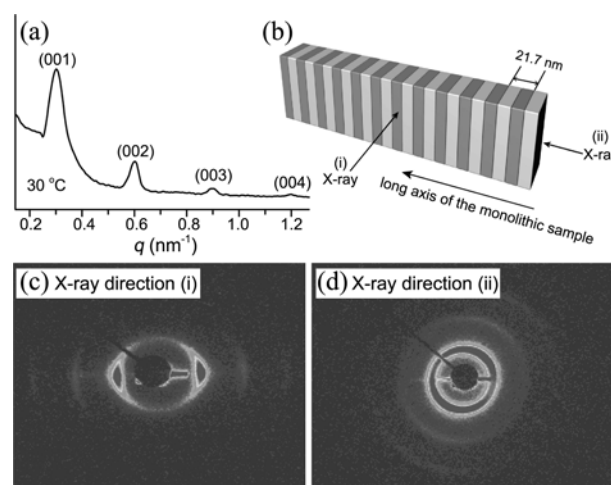 (a)
(001)
(002)
(003)
(004)
30 °C
0.2 0.4 0.6 0.8 1.0 1.2
q (nm⁻¹)
(b)
21.7 nm
(i)
X-ray
(ii)
X-ra
long axis of the monolithic sample
(c) X-ray direction (i)
(d) X-ray direction (ii)